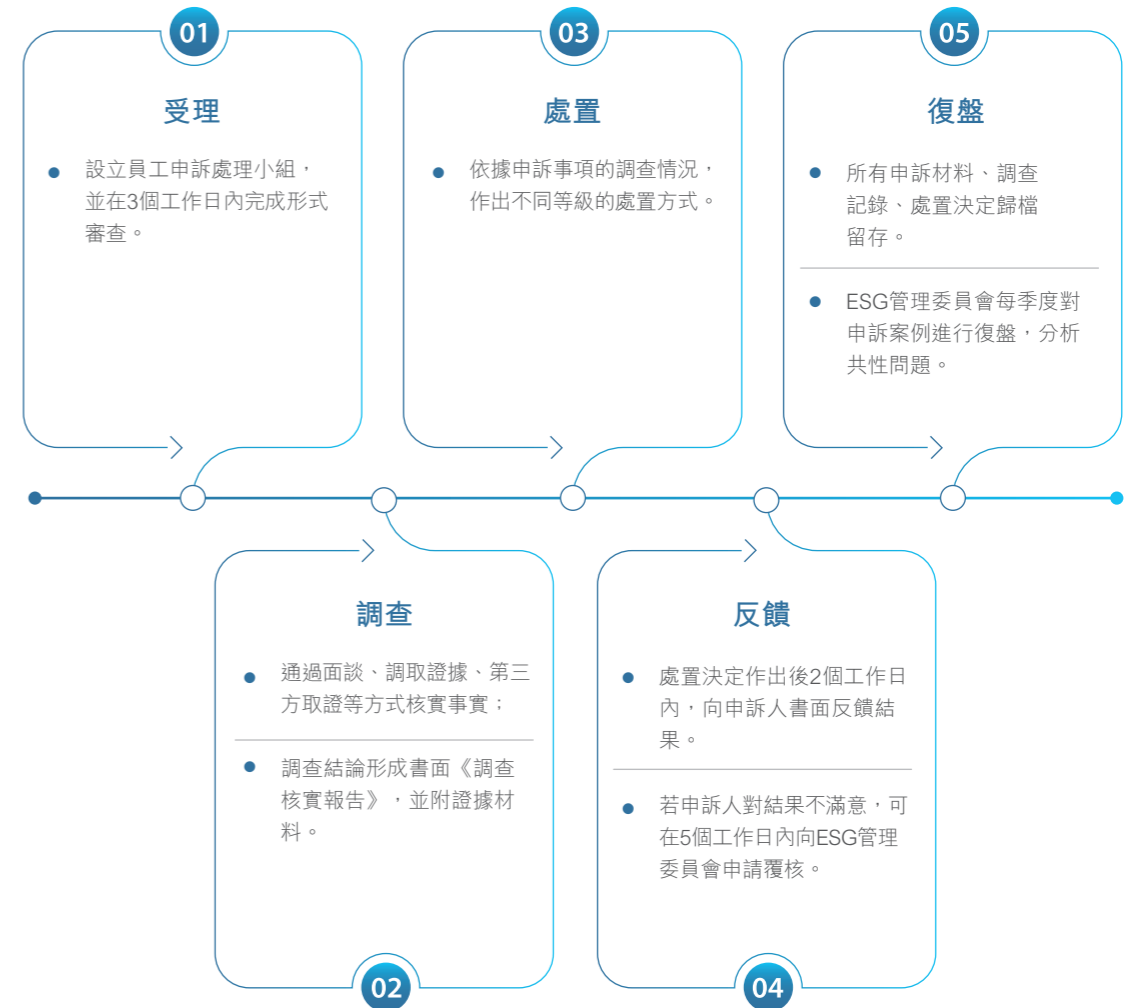 01
受理
設立員工申訴處理小組，
並在3個工作日內完成形式
審查。
02
調查
通過面談、調取證據、第三
方取證等方式核實事實；
調查結論形成書面《調查
核實報告》，並附證據材
料。
03
處置
依據申訴事項的調查情況，
作出不同等級的處置方式。
04
反饋
處置決定作出後2個工作日
內，向申訴人書面反饋結
果。
若申訴人對結果不滿意，可
在5個工作日內向ESG管理
委員會申請覆核。
05
復盤
所有申訴材料、調查
記錄、處置決定歸檔
留存。
ESG管理委員會每季度對
申訴案例進行復盤，分析
共性問題。